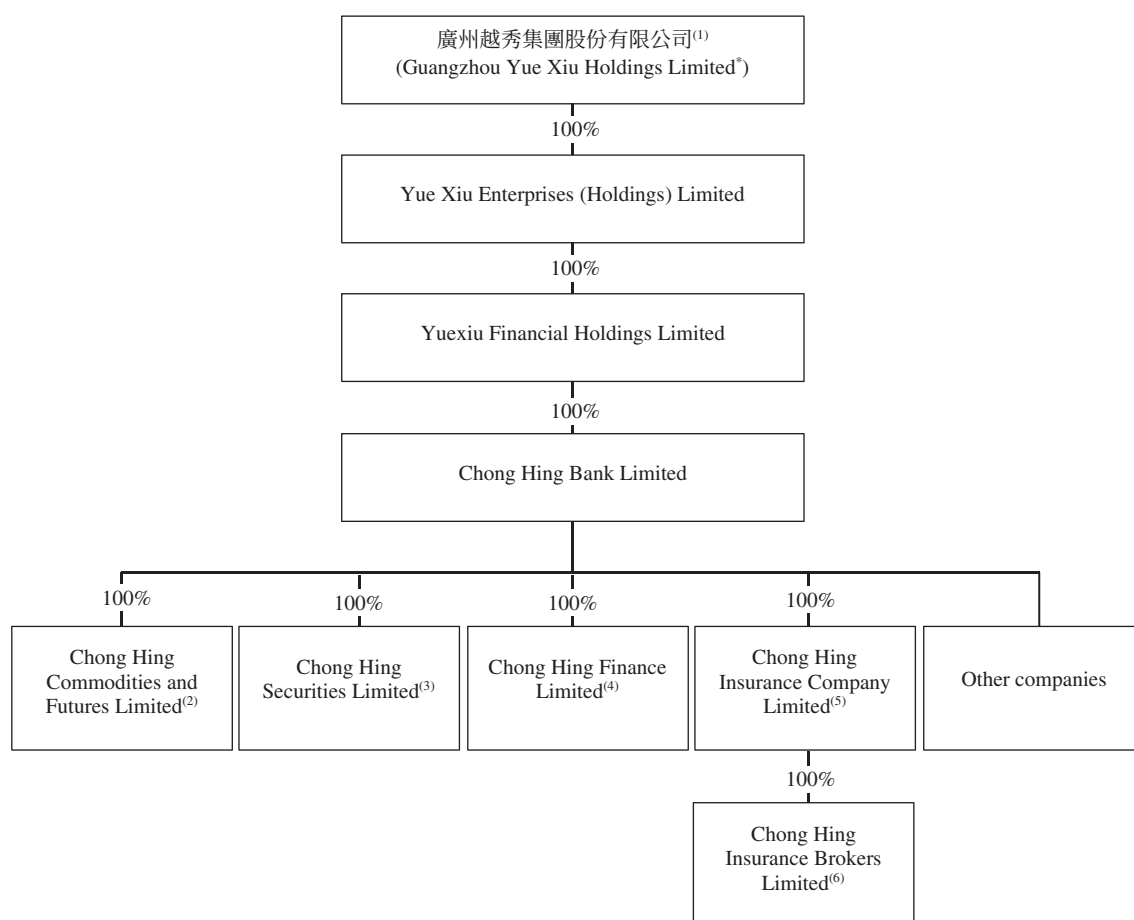 廣州越秀集團股份有限公司(1)
(Guangzhou Yue Xiu Holdings Limited*)
100%
Yue Xiu Enterprises (Holdings) Limited
100%
Yuexiu Financial Holdings Limited
100%
Chong Hing Bank Limited
100%
100%
100%
100%
Chong Hing
Commodities and
Futures Limited(2)
Chong Hing
Securities Limited(3)
Chong Hing Finance
Limited(4)
Chong Hing
Insurance Company
Limited(5)
Other companies
100%
Chong Hing
Insurance Brokers
Limited(6)